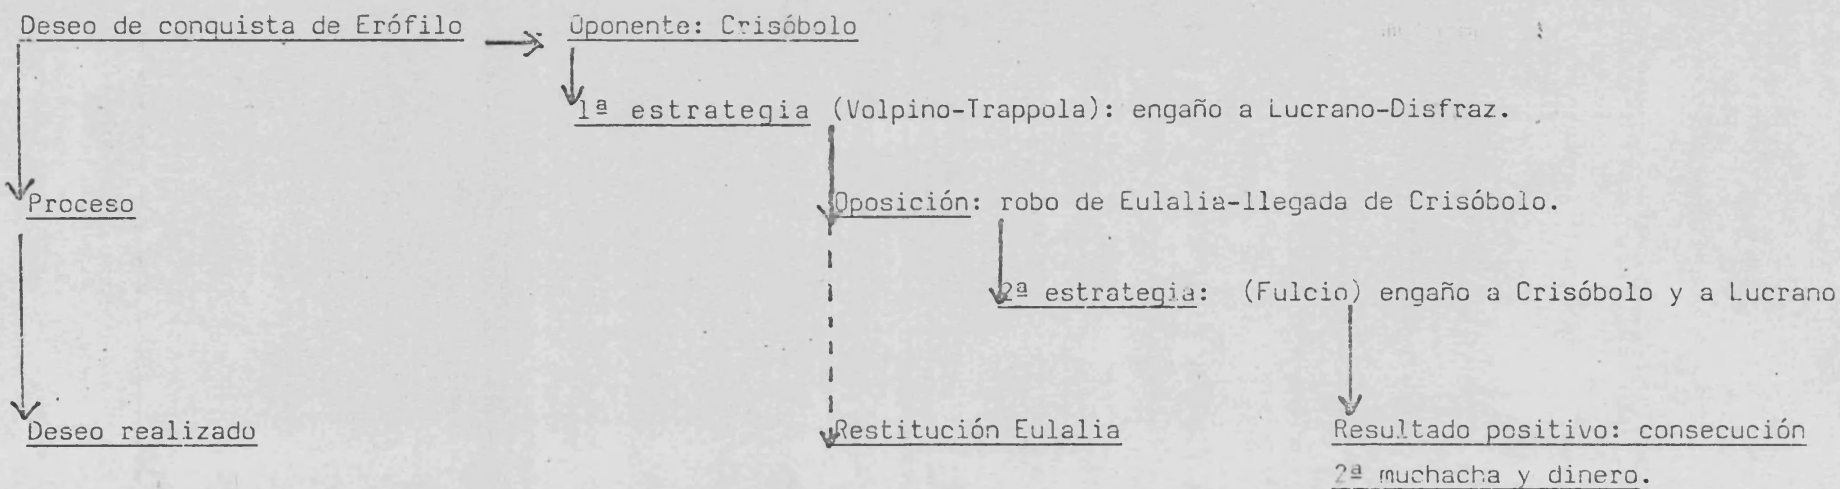 Deseo de conquista de Erófilo
Oponente: Crisóbolo
1ª estrategia (Volpino-Trappola): engaño a Lucrano-Disfraz.
Proceso
Oposición: robo de Eulalia-llegada de Crisóbolo.
2ª estrategia: (Fulcio) engaño a Crisóbolo y a Lucrano
Deseo realizado
Restitución Eulalia
Resultado positivo: consecución
2ª muchacha y dinero.